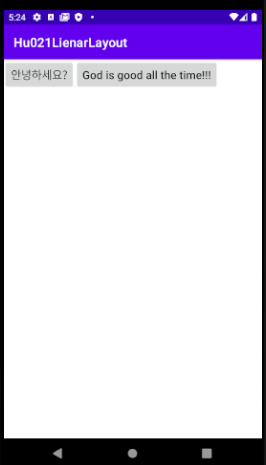 5:24
Hu021LienarLayout
안녕하세요? God is good all the time!!!